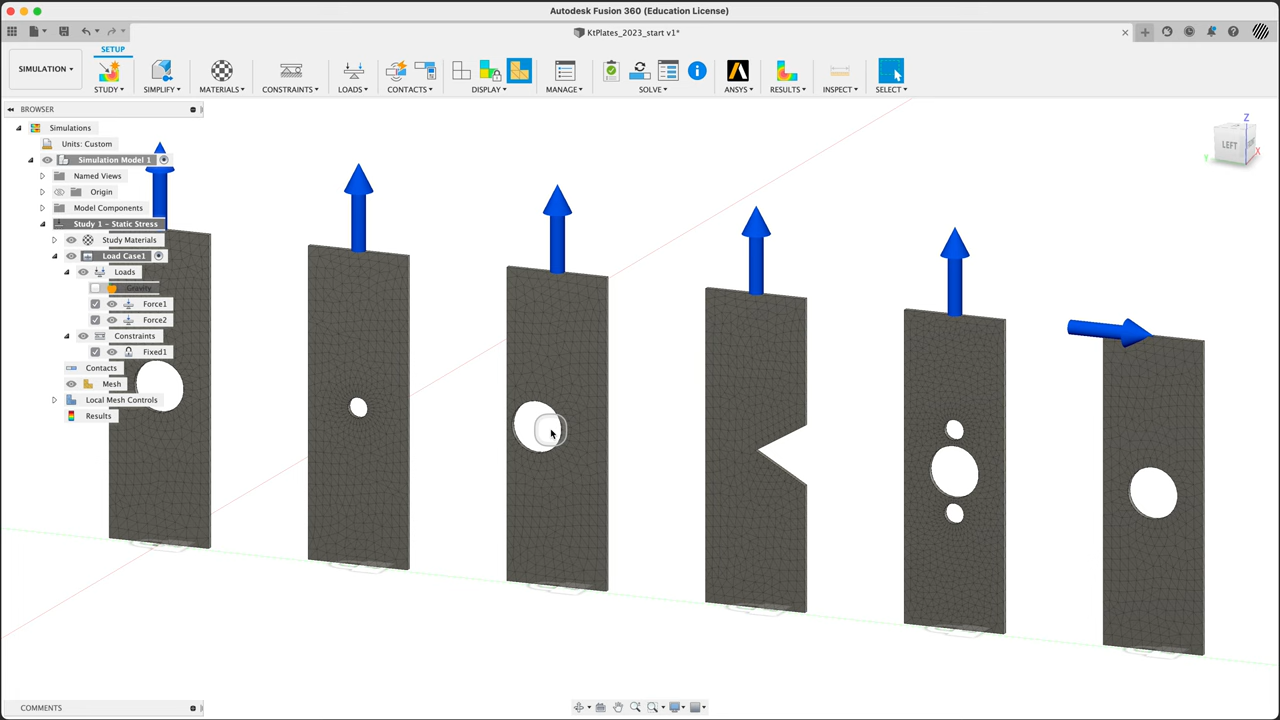 Autodesk Fusion 360 (Education License)
KtPlates_2023_start v1*
SETUP
SIMULATION
STUDY
SIMPLIFY
MATERIALS
CONSTRAINTS
LOADS
CONTACTS
DISPLAY
MANAGE
SOLVE
ANSYS
RESULTS
INSPECT
SELECT
BROWSER
Simulations
Units: Custom
Simulation Model 1
Named Views
Origin
Model Components
Study 1 - Static Stress
Study Materials
Load Case1
Loads
Gravity
Force1
Force2
Constraints
Fixed1
Contacts
Mesh
Local Mesh Controls
Results
Z
LEFT
Y
X
COMMENTS